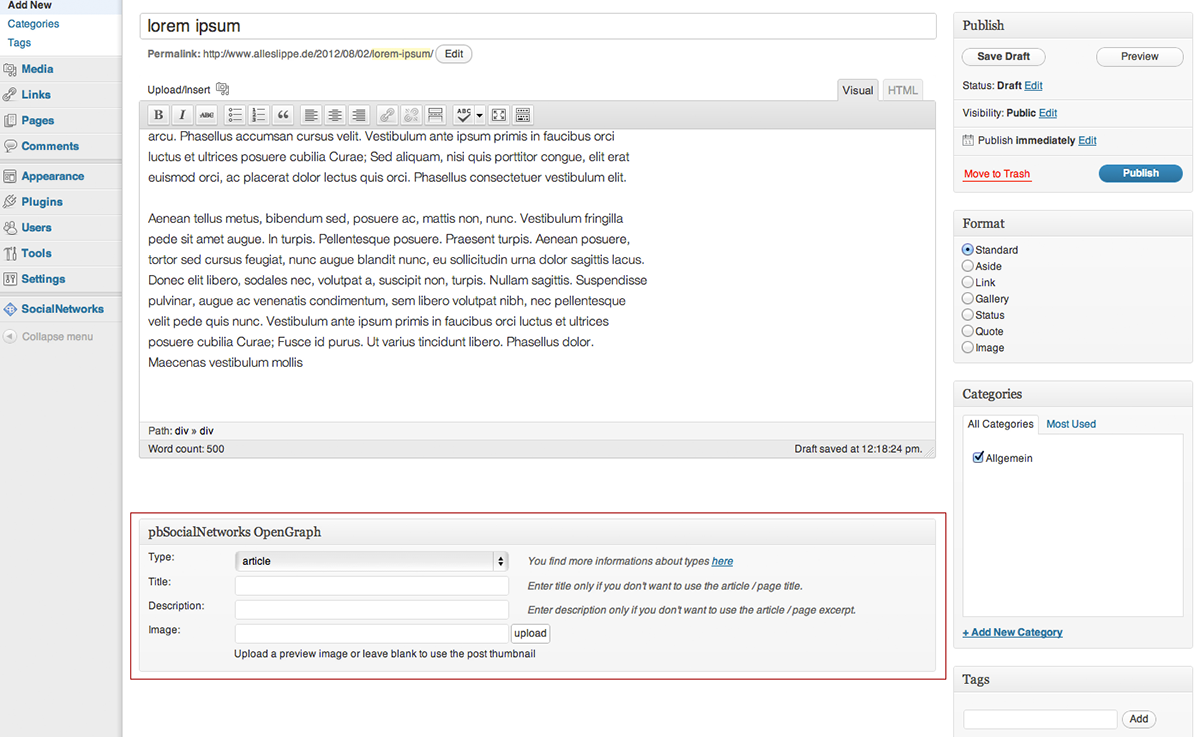 Add New
Categories
Tags
Media
Links
Pages
Comments
Appearance
Plugins
Users
Tools
Settings
SocialNetworks
Collapse menu
lorem ipsum
Permalink: http://www.alleslippe.de/2012/08/02/lorem-ipsum/ Edit
Upload/Insert
Visual HTML
B I ABC ABC
arcu. Phasellus accumsan cursus velit. Vestibulum ante ipsum primis in faucibus orci
luctus et ultrices posuere cubilia Curae; Sed aliquam, nisi quis porttitor congue, elit erat
euismod orci, ac placerat dolor lectus quis orci. Phasellus consectetuer vestibulum elit.
Aenean tellus metus, bibendum sed, posuere ac, mattis non, nunc. Vestibulum fringilla
pede sit amet augue. In turpis. Pellentesque posuere. Praesent turpis. Aenean posuere,
tortor sed cursus feugiat, nunc augue blandit nunc, eu sollicitudin urna dolor sagittis lacus.
Donec elit libero, sodales nec, volutpat a, suscipit non, turpis. Nullam sagittis. Suspendisse
pulvinar, augue ac venenatis condimentum, sem libero volutpat nibh, nec pellentesque
velit pede quis nunc. Vestibulum ante ipsum primis in faucibus orci luctus et ultrices
posuere cubilia Curae; Fusce id purus. Ut varius tincidunt libero. Phasellus dolor.
Maecenas vestibulum mollis
Path: div » div
Word count: 500 Draft saved at 12:18:24 pm.
pbSocialNetworks OpenGraph
Type: article You find more informations about types here
Title: Enter title only if you don't want to use the article / page title.
Description: Enter description only if you don't want to use the article / page excerpt.
Image: upload
Upload a preview image or leave blank to use the post thumbnail
Publish
Save Draft Preview
Status: Draft Edit
Visibility: Public Edit
Publish immediately Edit
Move to Trash Publish
Format
Standard
Aside
Link
Gallery
Status
Quote
Image
Categories
All Categories Most Used
Allgemein
+ Add New Category
Tags
Add